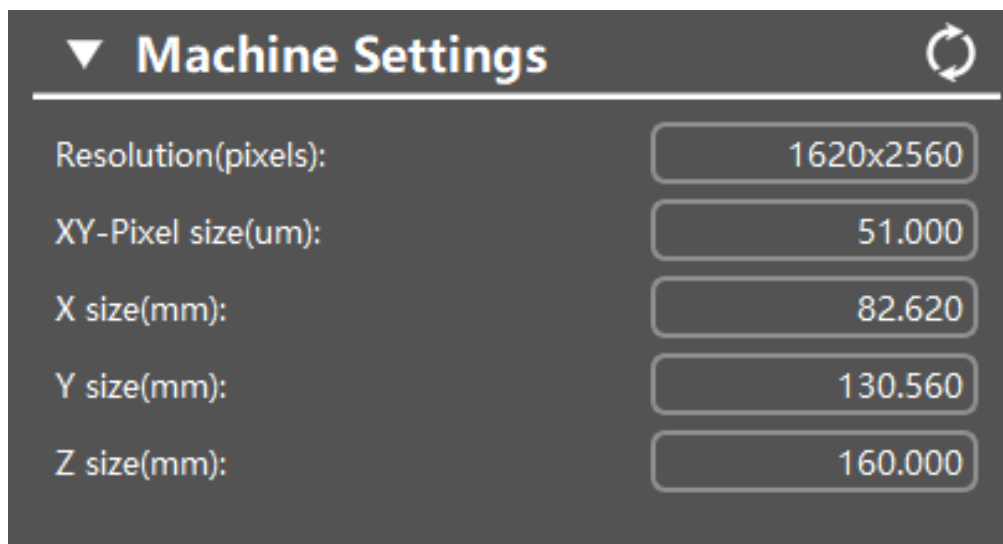 Machine Settings
Resolution(pixels): 1620x2560
XY-Pixel size(um): 51.000
X size(mm): 82.620
Y size(mm): 130.560
Z size(mm): 160.000